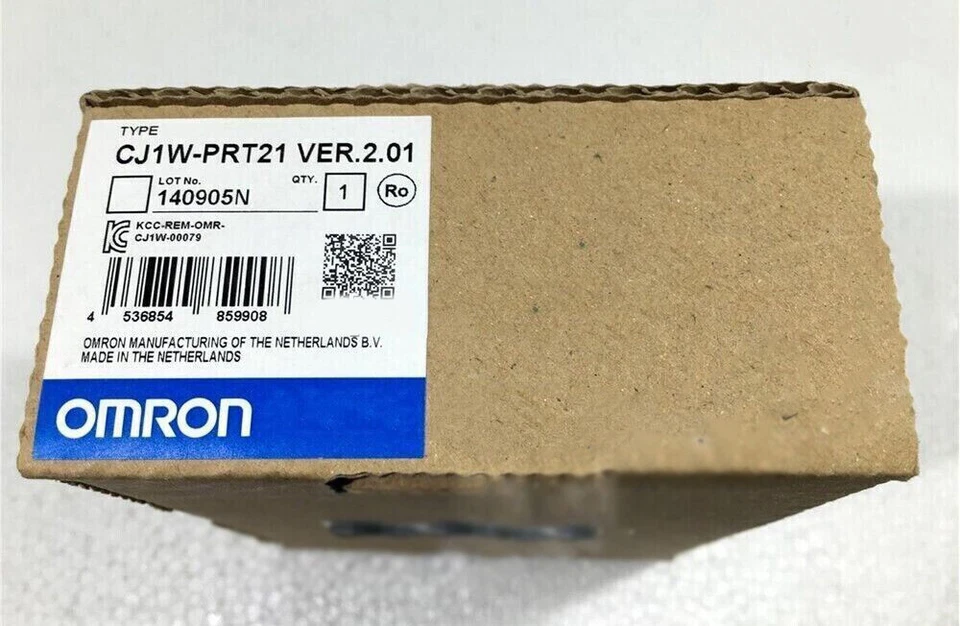 TYPE
CJ1W-PRT21 VER.2.01
LOT No.
140905N
QTY.
1
Ro
KCC-REM-OMR-
CJ1W-00079
4 536854 859908
OMRON MANUFACTURING OF THE NETHERLANDS B.V.
MADE IN THE NETHERLANDS
OMRON